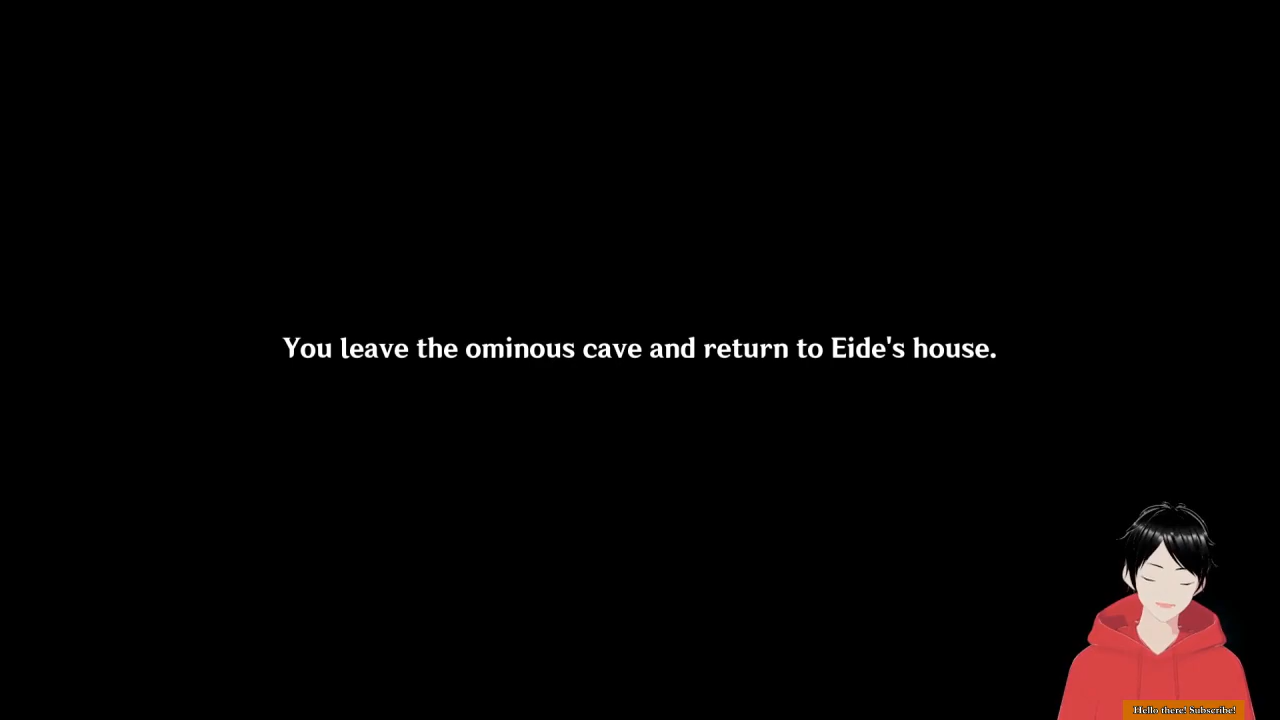 You leave the ominous cave and return to Eide's house.
Hello there! Subscribe!